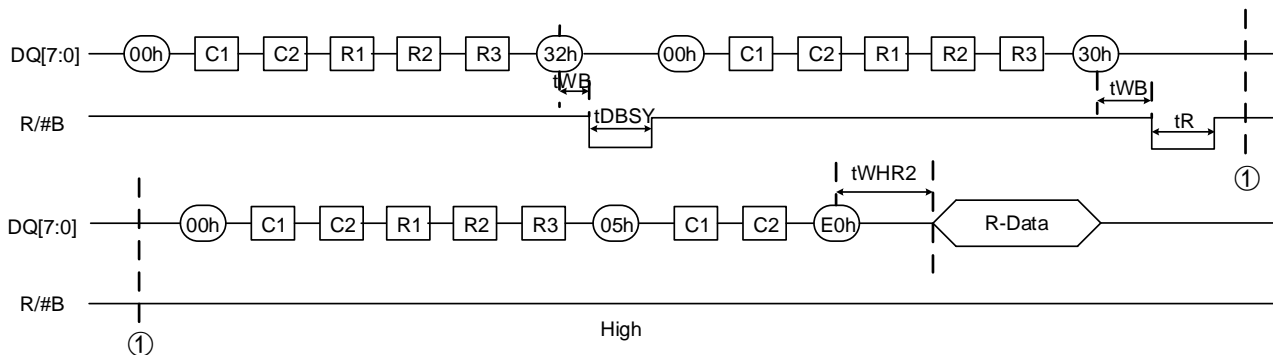 DQ[7:0] 00h C1 C2 R1 R2 R3 32h 00h C1 C2 R1 R2 R3 30h
tWB tWB
R/#B tDBSY tR
①
tWHR2
DQ[7:0] 00h C1 C2 R1 R2 R3 05h C1 C2 E0h R-Data
R/#B
High
①